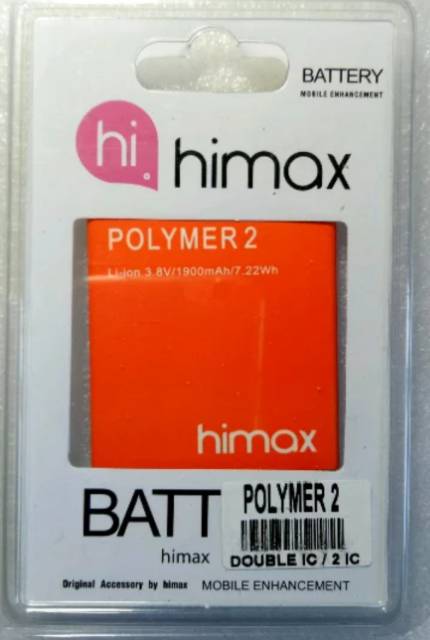 BATTERY
MOBILE ENHANCEMENT
hi himax
POLYMER 2
Li-ion 3.8V/1900mAh/7.22Wh
himax
BATT
POLYMER 2
DOUBLE IC / 2 IC
himax
Original Accessory by himax MOBILE ENHANCEMENT